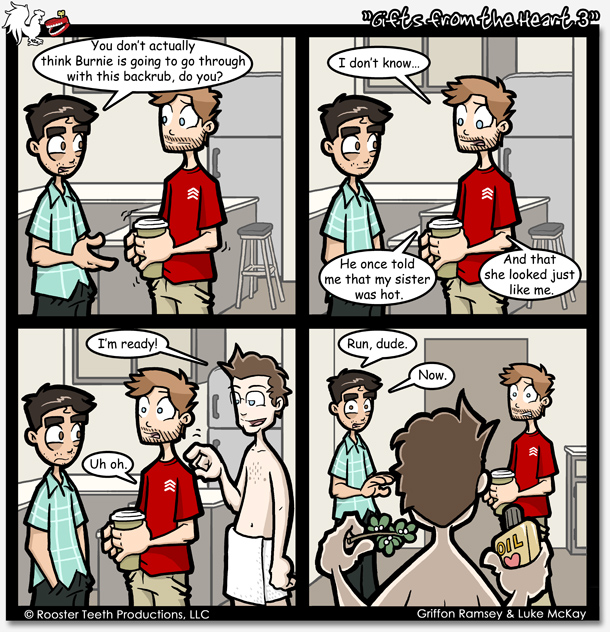 "Gifts from the Heart 3"
You don't actually
think Burnie is going to go through
with this backrub, do you?
I don't know...
He once told
me that my sister
was hot.
And that
she looked just
like me.
I'm ready!
Uh oh.
Run, dude.
Now.
OIL
© Rooster Teeth Productions, LLC
Griffon Ramsey & Luke McKay